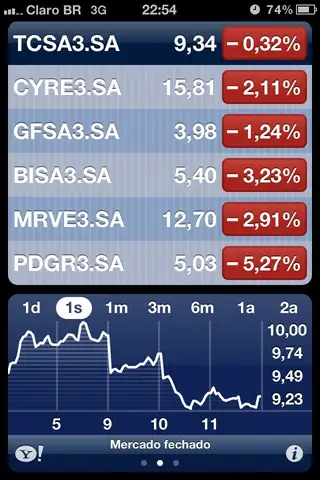 Claro BR 3G 22:54 74%
TCSA3.SA 9,34 −0,32%
CYRE3.SA 15,81 −2,11%
GFSA3.SA 3,98 −1,24%
BISA3.SA 5,40 −3,23%
MRVE3.SA 12,70 −2,91%
PDGR3.SA 5,03 −5,27%
1d 1s 1m 3m 6m 1a 2a
10,00
9,74
9,49
9,23
5 9 10 11
Y! Mercado fechado i